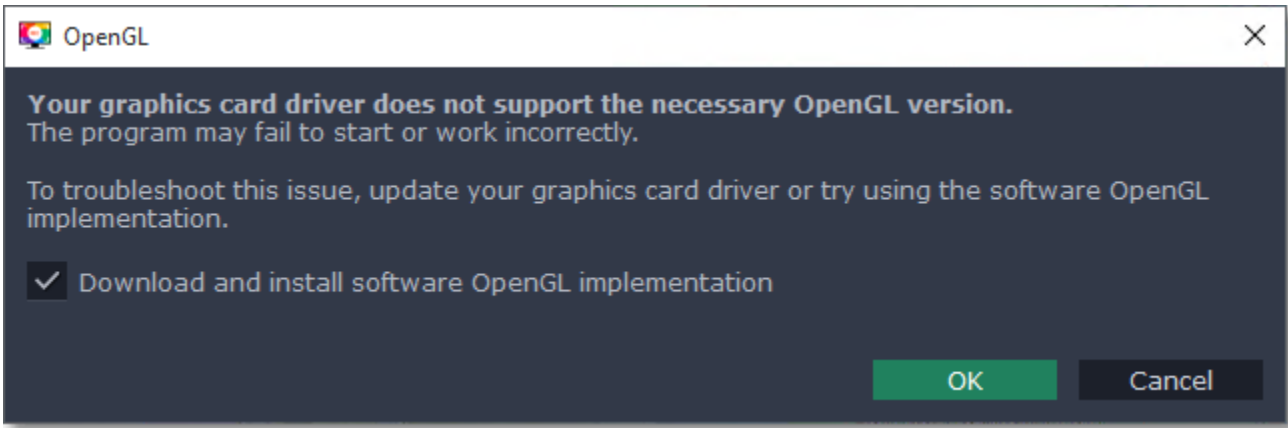 OpenGL
Your graphics card driver does not support the necessary OpenGL version.
The program may fail to start or work incorrectly.
To troubleshoot this issue, update your graphics card driver or try using the software OpenGL
implementation.
Download and install software OpenGL implementation
OK
Cancel